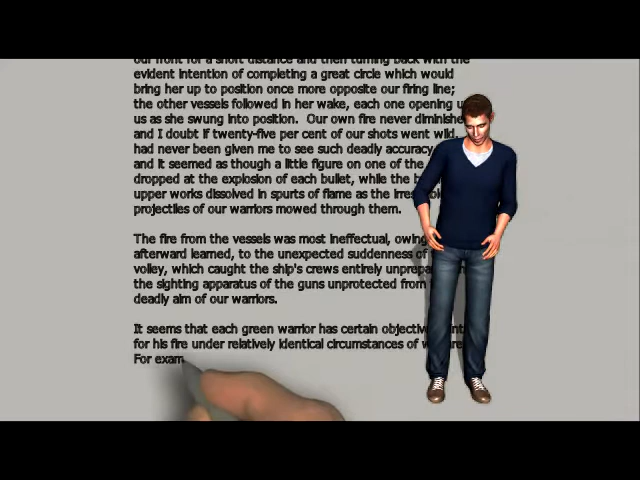 our front for a short distance and then turning back with the
evident intention of completing a great circle which would
bring her up to position once more opposite our firing line;
the other vessels followed in her wake, each one opening
us as she swung into position. Our own fire never
and I doubt if twenty-five per cent of our shots went wild.
had never been given me to see such deadly accuracy
and it seemed as though a little figure on one of the
dropped at the explosion of each bullet, while the
upper works dissolved in spurts of flame as the
projectiles of our warriors mowed through them.
The fire from the vessels was most ineffectual, owing
afterward learned, to the unexpected suddenness of
volley, which caught the ship's crews entirely
the sighting apparatus of the guns unprotected from
deadly aim of our warriors.
It seems that each green warrior has certain
for his fire under relatively identical circumstances of
For exam